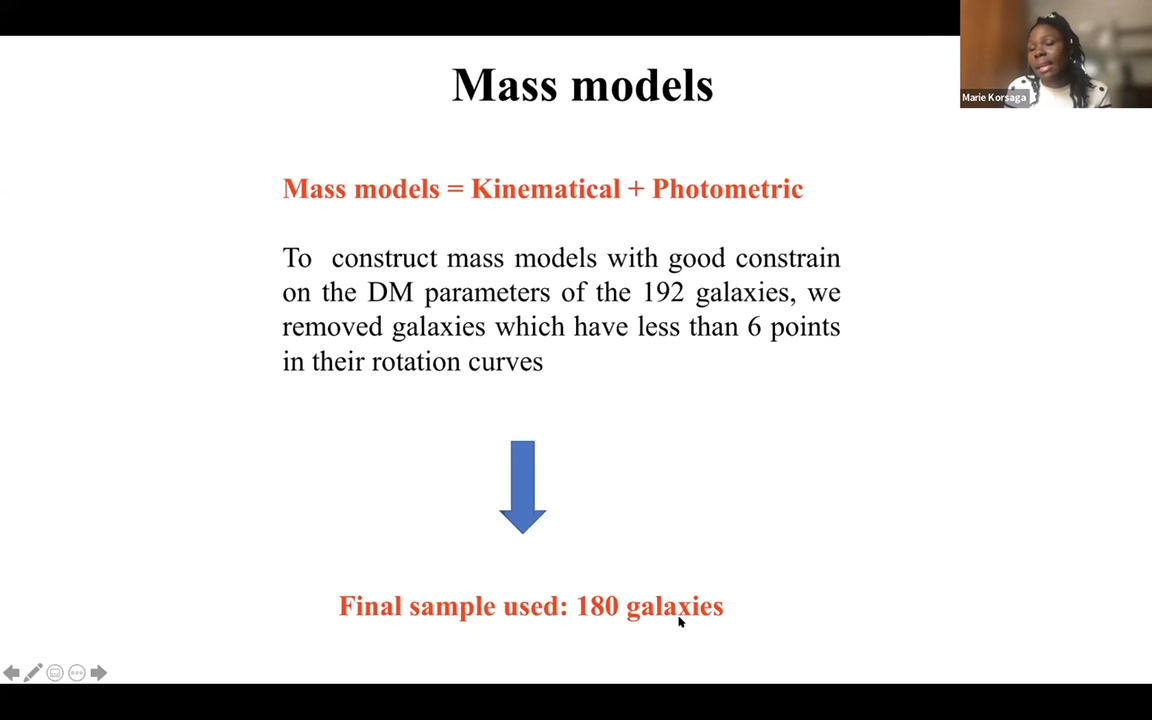 Mass models
Marie Korsaga
Mass models = Kinematical + Photometric
To construct mass models with good constrain
on the DM parameters of the 192 galaxies, we
removed galaxies which have less than 6 points
in their rotation curves
Final sample used: 180 galaxies